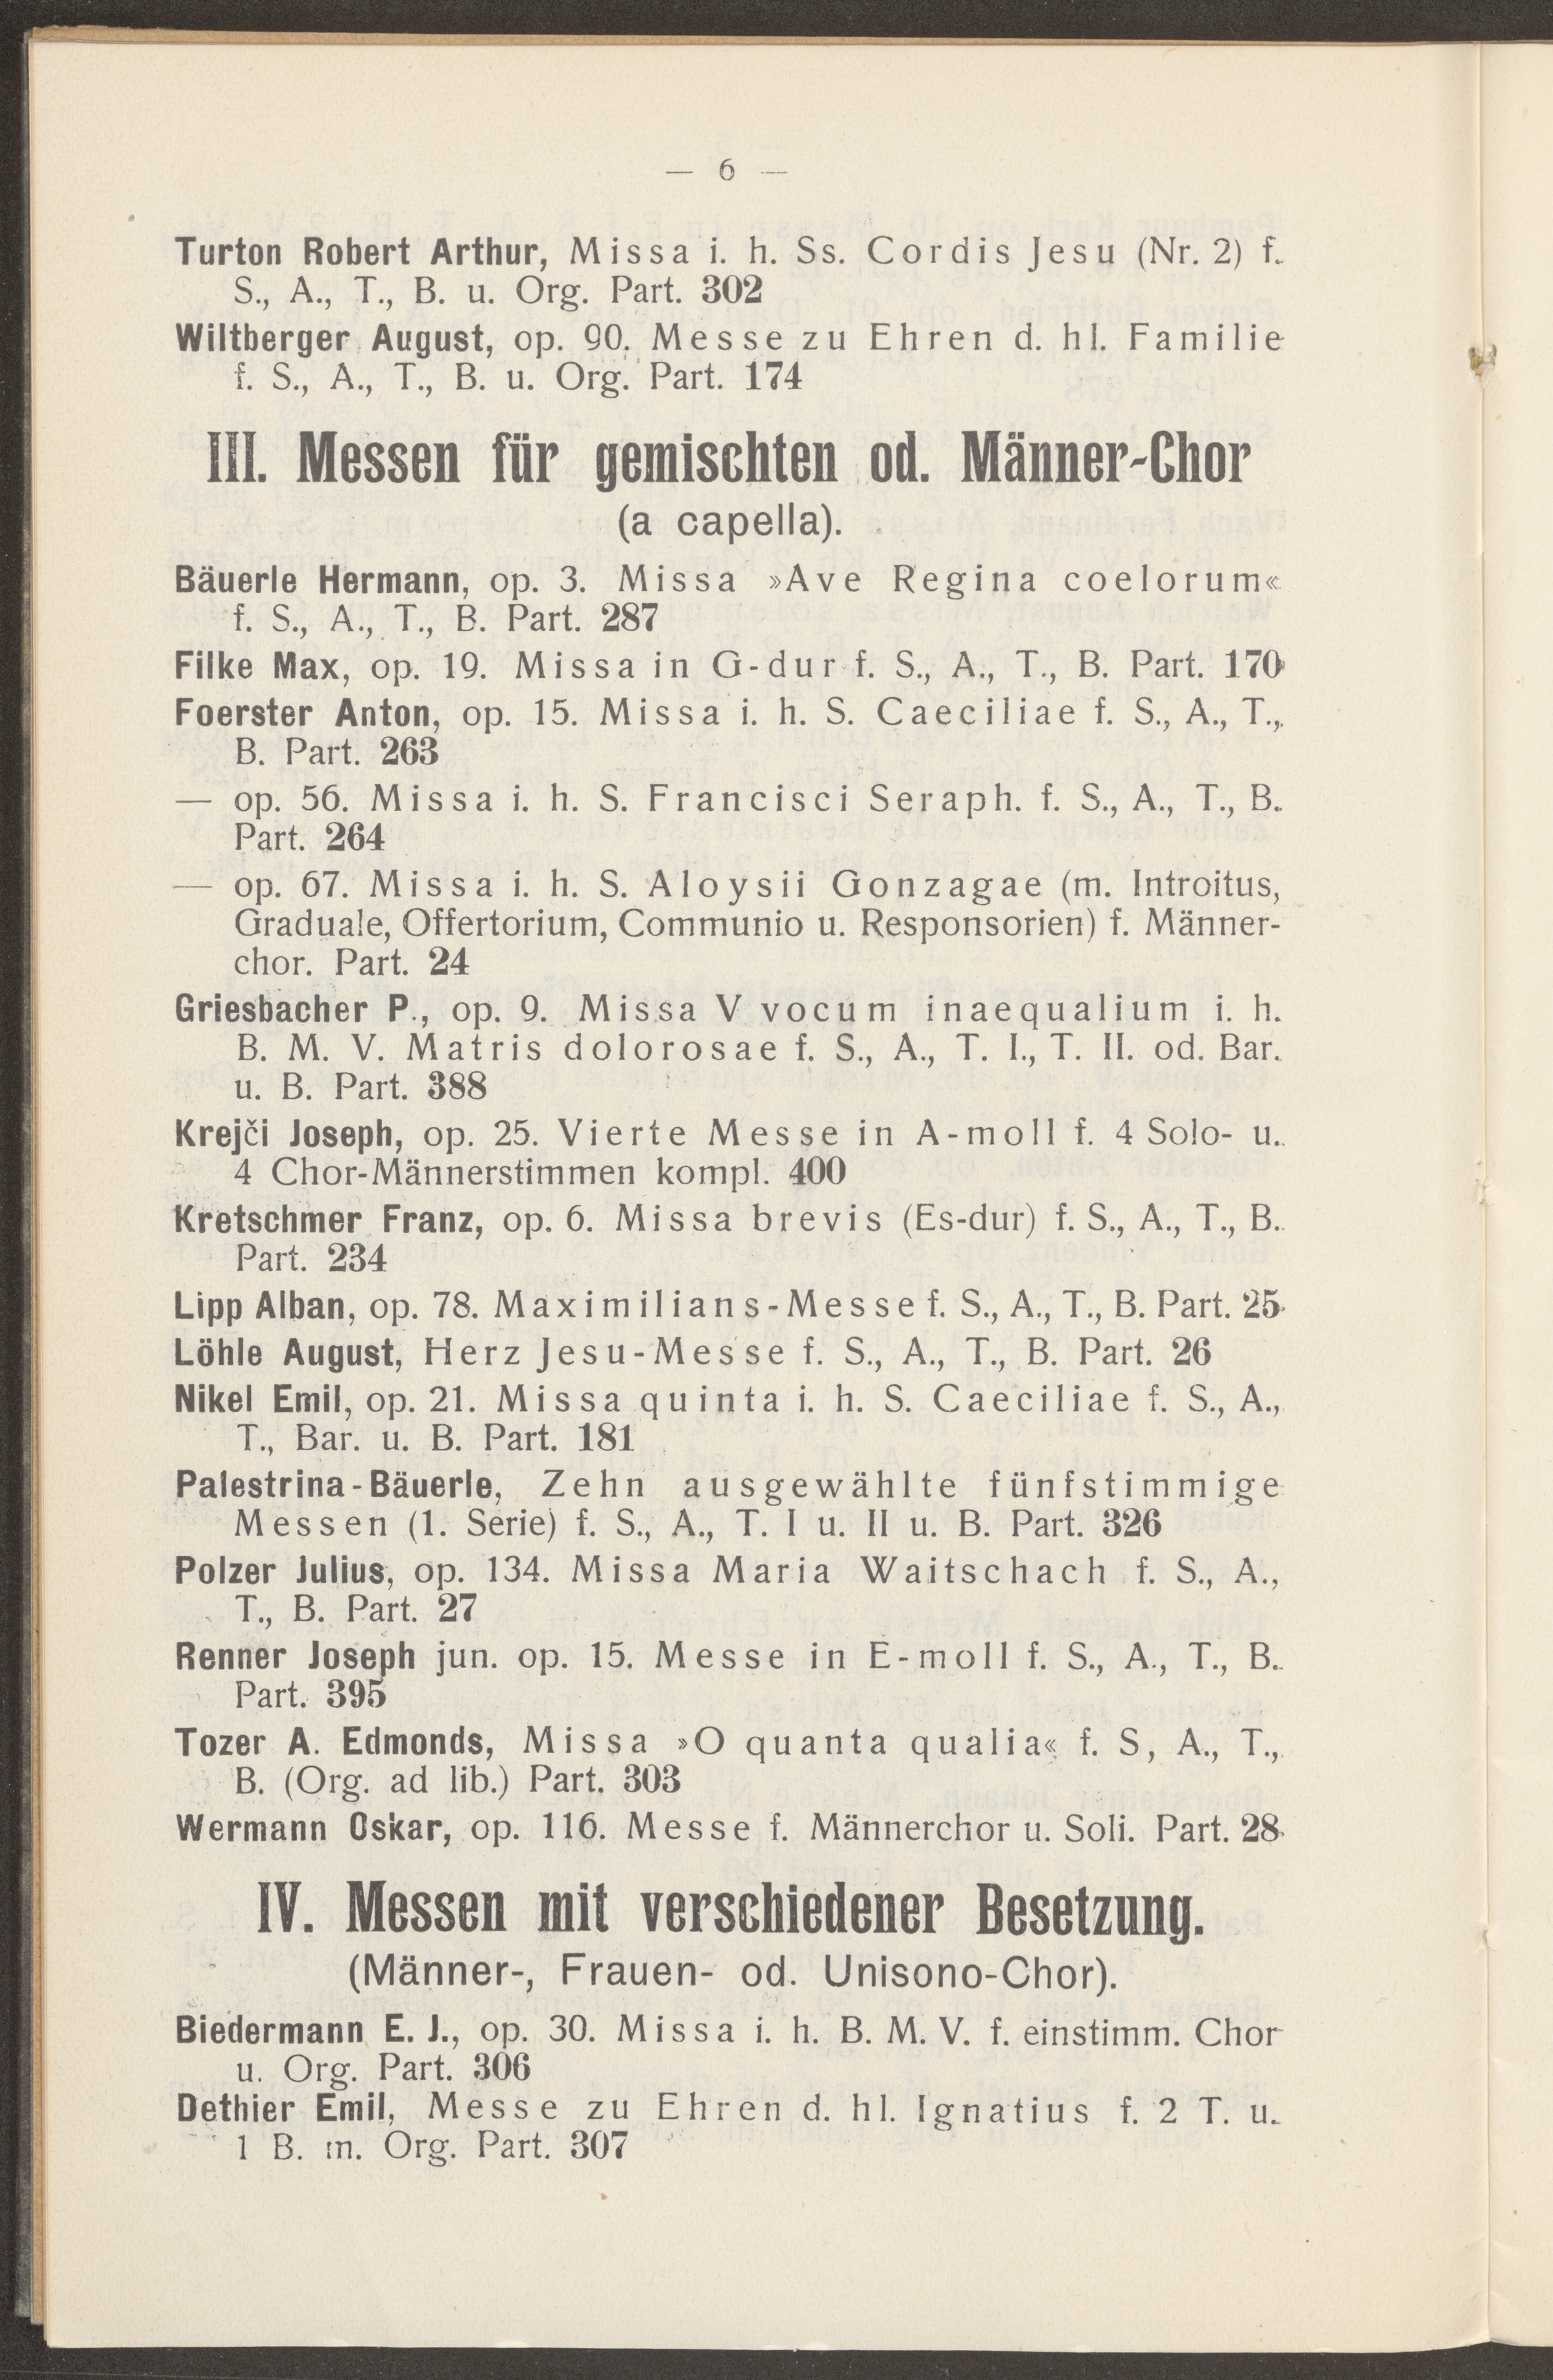 — 6 —
Turton Robert Arthur, Missa i. h. Ss. Cordis Jesu (Nr. 2) f.
S., A., T., B. u. Org. Part. 302
Wiltberger August, op. 90. Messe zu Ehren d. hl. Familie
f. S., A., T., B. u. Org. Part. 174
III. Messen für gemischten od. Männer-Chor
(a capella).
Bäuerle Hermann, op. 3. Missa »Ave Regina coelorum«
f. S., A., T., B. Part. 287
Filke Max, op. 19. Missa in G-dur f. S., A., T., B. Part. 170
Foerster Anton, op. 15. Missa i. h. S. Caeciliae f. S., A., T.,
B. Part. 263
— op. 56. Missa i. h. S. Francisci Seraph. f. S., A., T., B.
Part. 264
— op. 67. Missa i. h. S. Aloysii Gonzagae (m. Introitus,
Graduale, Offertorium, Communio u. Responsorien) f. Männer-
chor. Part. 24
Griesbacher P., op. 9. Missa V vocum inaequalium i. h.
B. M. V. Matris dolorosae f. S., A., T. I., T. II. od. Bar.
u. B. Part. 388
Krejči Joseph, op. 25. Vierte Messe in A-moll f. 4 Solo- u.
4 Chor-Männerstimmen kompl. 400
Kretschmer Franz, op. 6. Missa brevis (Es-dur) f. S., A., T., B.
Part. 234
Lipp Alban, op. 78. Maximilians-Messe f. S., A., T., B. Part. 25
Löhle August, Herz Jesu-Messe f. S., A., T., B. Part. 26
Nikel Emil, op. 21. Missa quinta i. h. S. Caeciliae f. S., A.,
T., Bar. u. B. Part. 181
Palestrina-Bäuerle, Zehn ausgewählte fünfstimmige
Messen (1. Serie) f. S., A., T. I u. II u. B. Part. 326
Polzer Julius, op. 134. Missa Maria Waitschach f. S., A.,
T., B. Part. 27
Renner Joseph jun. op. 15. Messe in E-moll f. S., A., T., B.
Part. 395
Tozer A. Edmonds, Missa »O quanta qualia« f. S, A., T.,
B. (Org. ad lib.) Part. 303
Wermann Oskar, op. 116. Messe f. Männerchor u. Soli. Part. 28
IV. Messen mit verschiedener Besetzung.
(Männer-, Frauen- od. Unisono-Chor).
Biedermann E. J., op. 30. Missa i. h. B. M. V. f. einstimm. Chor
u. Org. Part. 306
Dethier Emil, Messe zu Ehren d. hl. Ignatius f. 2 T. u.
1 B. m. Org. Part. 307